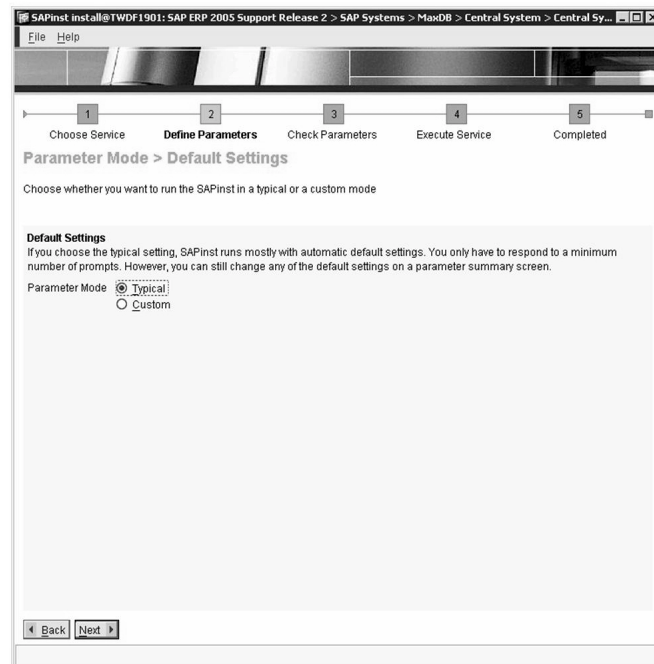 SAPinst install@TWDF1901: SAP ERP 2005 Support Release 2 > SAP Systems > MaxDB > Central System > Central Sy...
File Help
1 2 3 4 5
Choose Service Define Parameters Check Parameters Execute Service Completed
Parameter Mode > Default Settings
Choose whether you want to run the SAPinst in a typical or a custom mode
Default Settings
If you choose the typical setting, SAPinst runs mostly with automatic default settings. You only have to respond to a minimum
number of prompts. However, you can still change any of the default settings on a parameter summary screen.
Parameter Mode Typical
Custom
Back Next